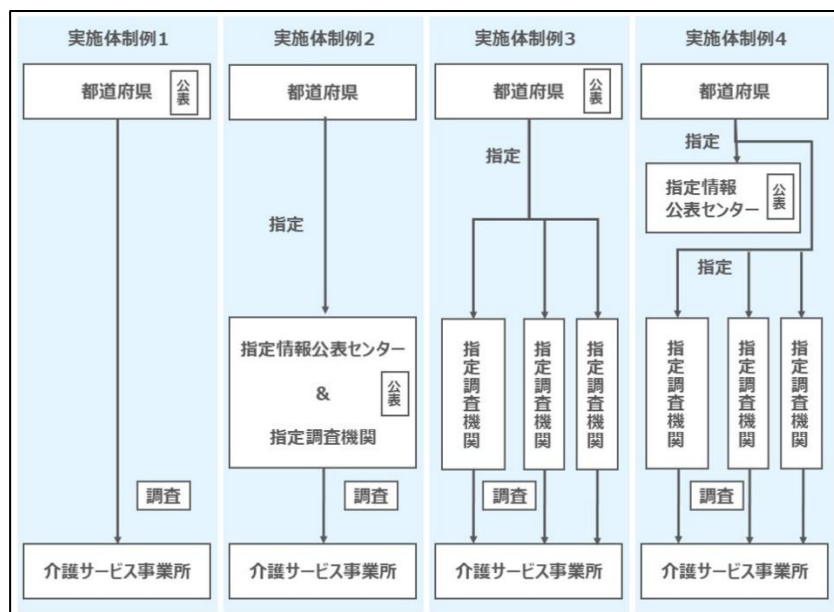 実施体制例1
都道府県
公表
調査
介護サービス事業所
実施体制例2
都道府県
指定
指定情報公表センター
&
公表
指定調査機関
調査
介護サービス事業所
実施体制例3
都道府県
公表
指定
指定調査機関
指定調査機関
指定調査機関
調査
介護サービス事業所
実施体制例4
都道府県
指定
指定情報
公表センター
公表
指定
指定調査機関
指定調査機関
指定調査機関
調査
介護サービス事業所